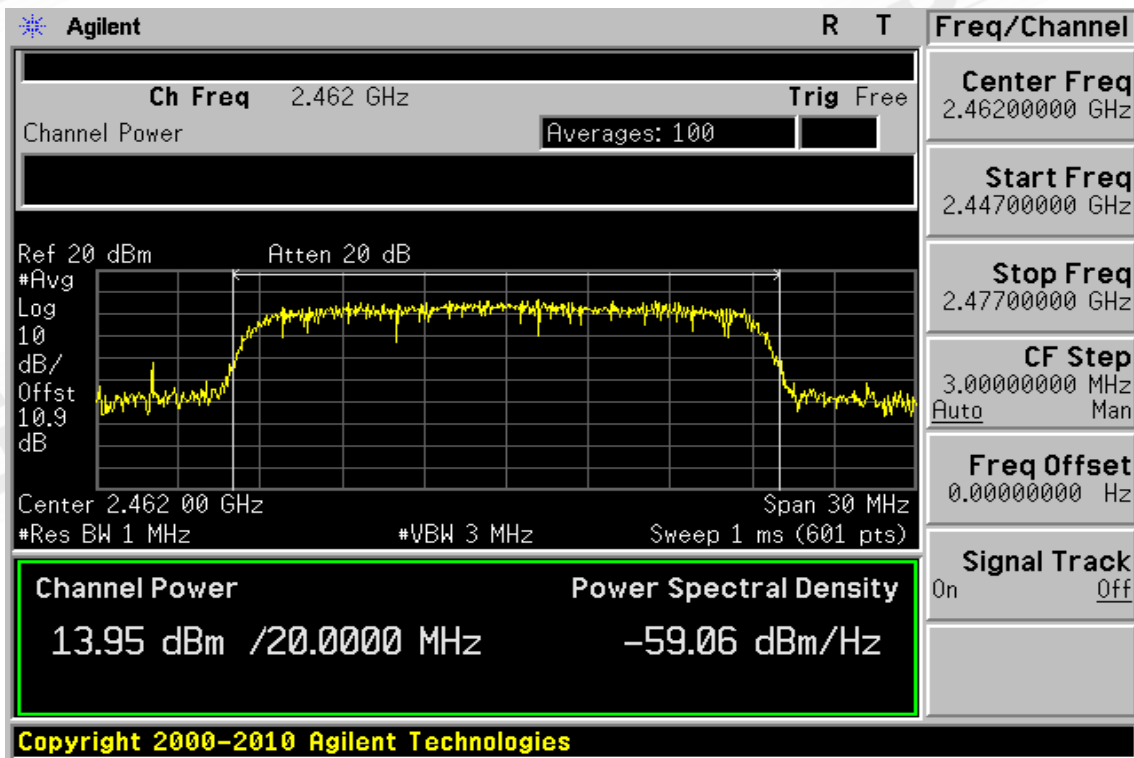 Agilent R T
Ch Freq 2.462 GHz Trig Free
Channel Power Averages: 100
Ref 20 dBm Atten 20 dB
#Avg
Log
10
dB/
Offst
10.9
dB
Center 2.462 00 GHz Span 30 MHz
#Res BW 1 MHz #VBW 3 MHz Sweep 1 ms (601 pts)
Channel Power Power Spectral Density
13.95 dBm /20.0000 MHz -59.06 dBm/Hz
Copyright 2000-2010 Agilent Technologies
Freq/Channel
Center Freq
2.46200000 GHz
Start Freq
2.44700000 GHz
Stop Freq
2.47700000 GHz
CF Step
3.00000000 MHz
Auto Man
Freq Offset
0.00000000 Hz
Signal Track
On Off